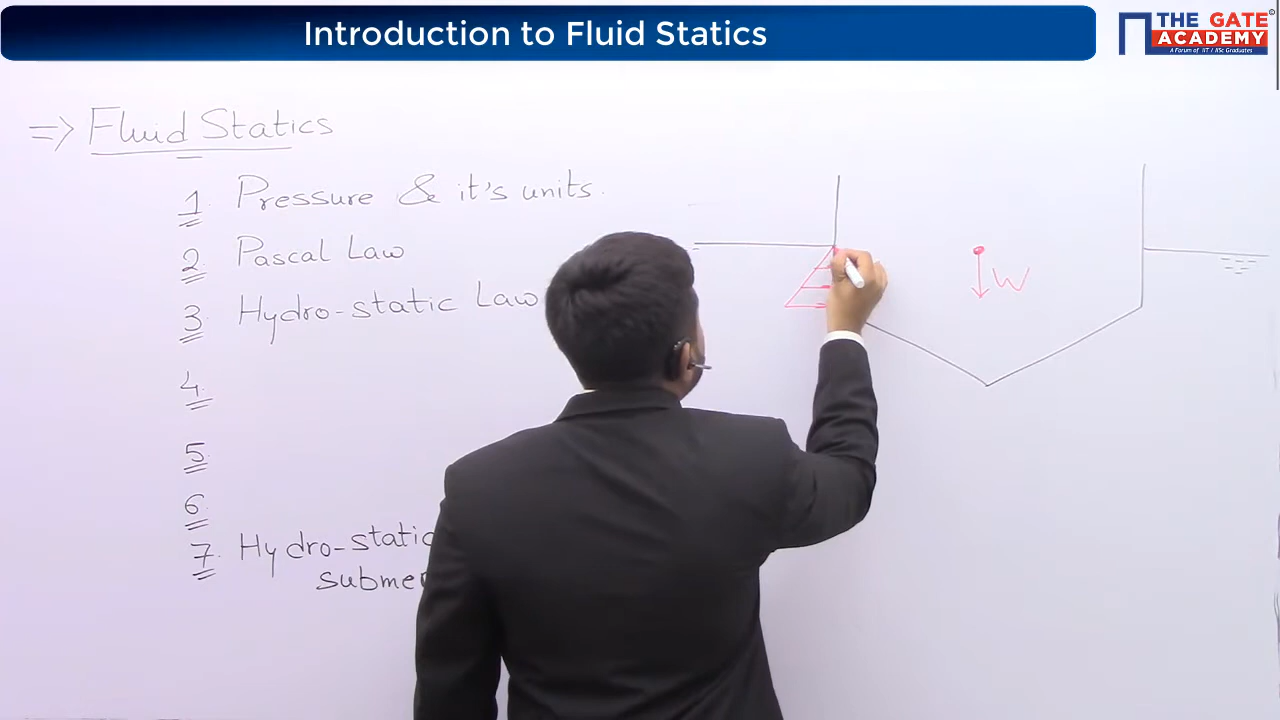 Introduction to Fluid Statics
THE GATE
ACADEMY
A Forum of IIT / IISc Graduates
=> Fluid Statics
1. Pressure & it's units.
2. Pascal Law
3. Hydro-static Law
4.
5.
6.
7. Hydro-static
W